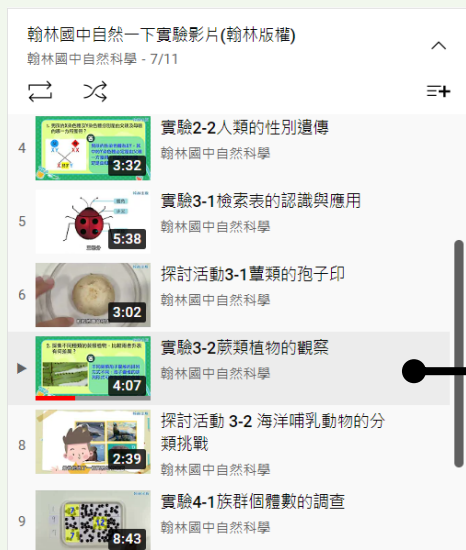 翰林國中自然一下實驗影片(翰林版權)
翰林國中自然科學 - 7/11
4
3:32
實驗2-2人類的性別遺傳
翰林國中自然科學
5
5:38
實驗3-1檢索表的認識與應用
翰林國中自然科學
6
3:02
探討活動3-1蕈類的孢子印
翰林國中自然科學
4:07
實驗3-2蕨類植物的觀察
翰林國中自然科學
8
2:39
探討活動 3-2 海洋哺乳動物的分
類挑戰
翰林國中自然科學
9
8:43
實驗4-1族群個體數的調查
翰林國中自然科學